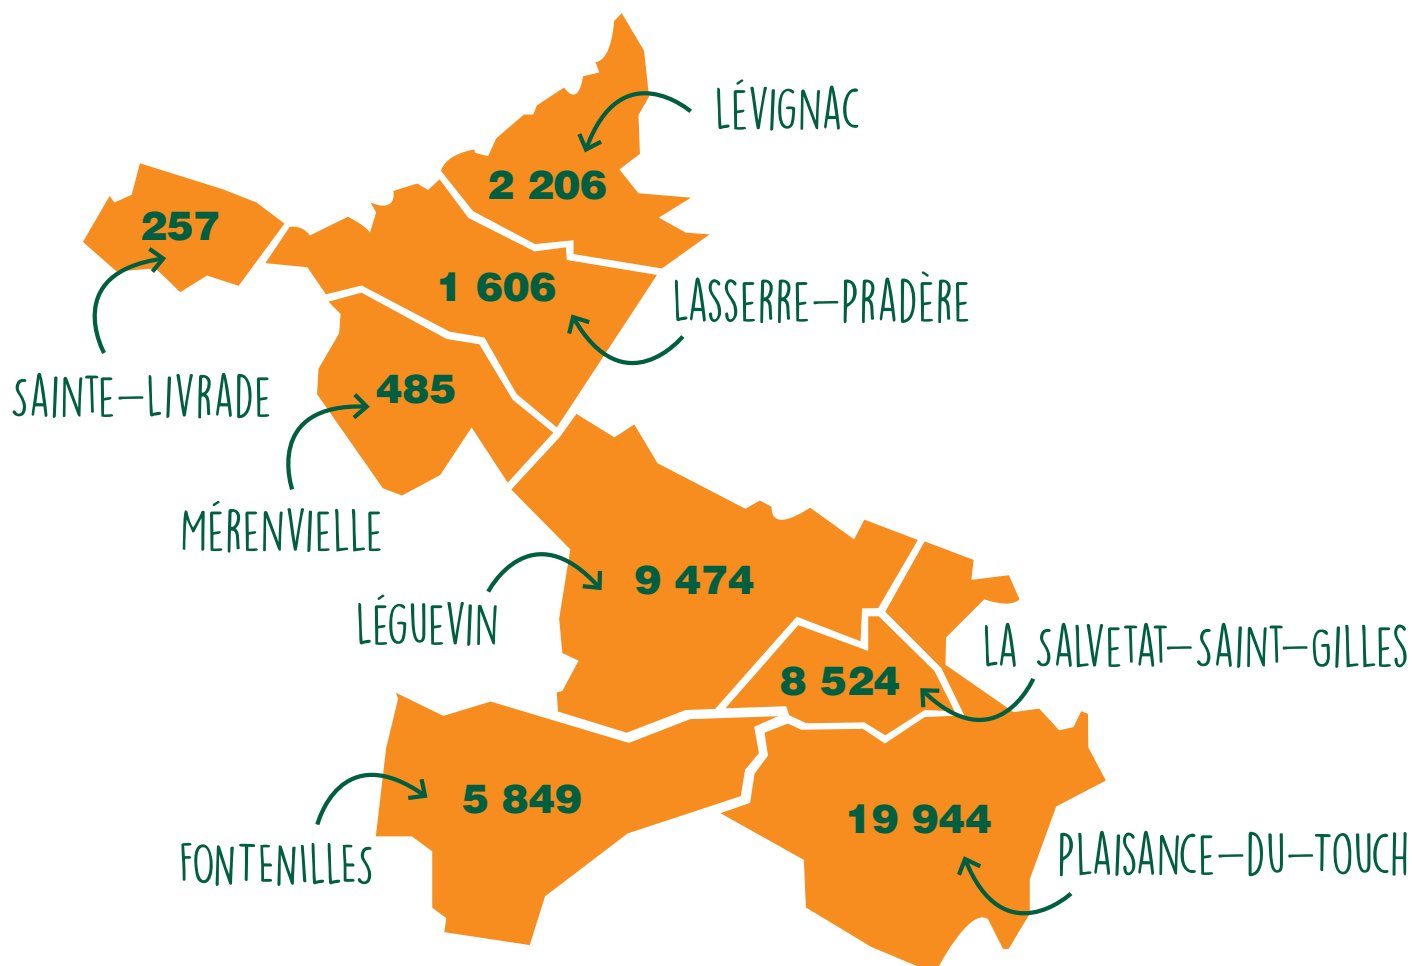 LÉVIGNAC
2 206
257
1 606
LASSERRE-PRADÈRE
SAINTE-LIVRADE
485
MÉRENVIELLE
9 474
LÉGUEVIN
LA SALVETAT-SAINT-GILLES
8 524
5 849
19 944
FONTENILLES
PLAISANCE-DU-TOUCH